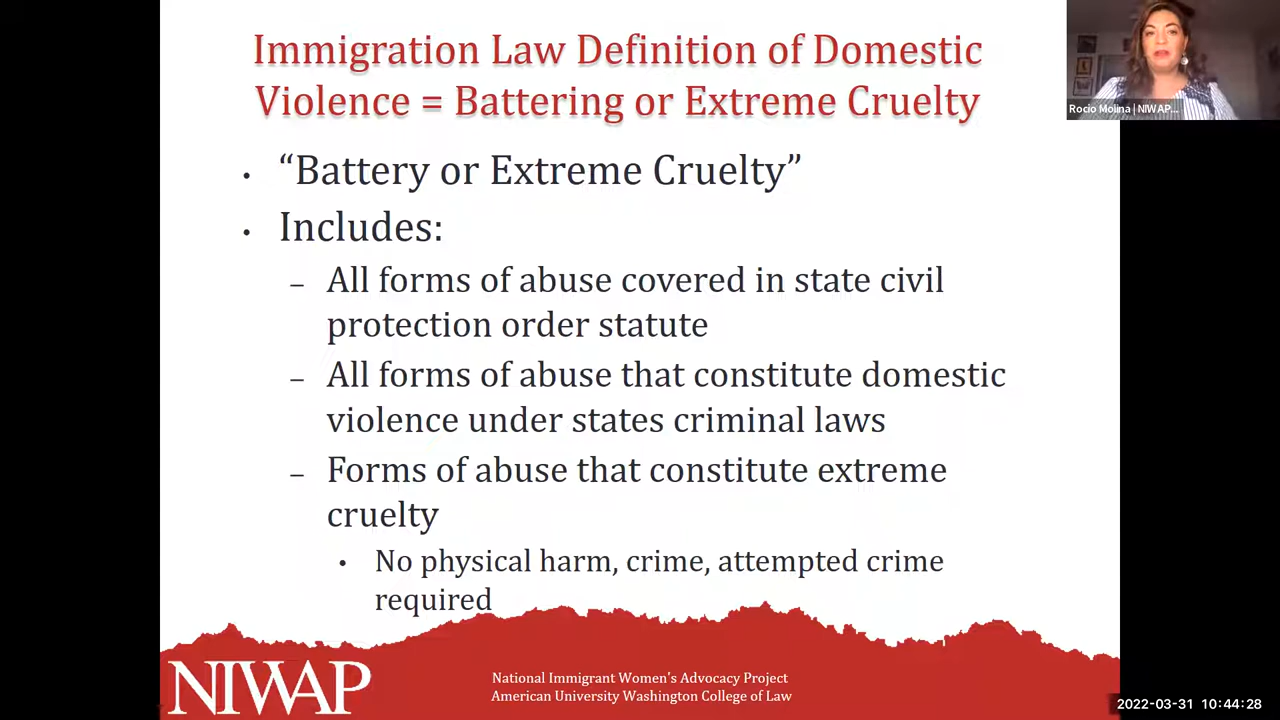 Immigration Law Definition of Domestic
Violence = Battering or Extreme Cruelty
• “Battery or Extreme Cruelty”
• Includes:
– All forms of abuse covered in state civil
protection order statute
– All forms of abuse that constitute domestic
violence under states criminal laws
– Forms of abuse that constitute extreme
cruelty
• No physical harm, crime, attempted crime
required
NIWAP
National Immigrant Women's Advocacy Project
American University Washington College of Law
Rocio Molina | NIWAP...
2022-03-31 10:44:28